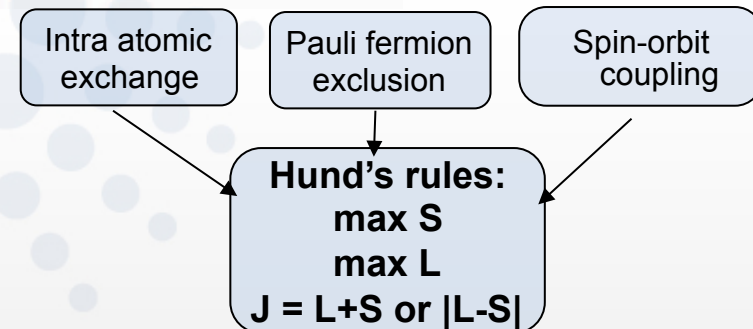 Intra atomic
exchange
Pauli fermion
exclusion
Spin-orbit
coupling
Hund’s rules:
max S
max L
J = L+S or |L-S|